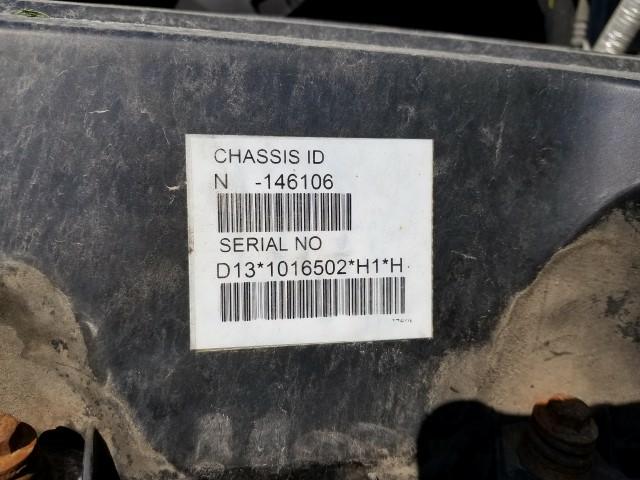 CHASSIS ID
N -146106
SERIAL NO
D13*1016502*H1*H